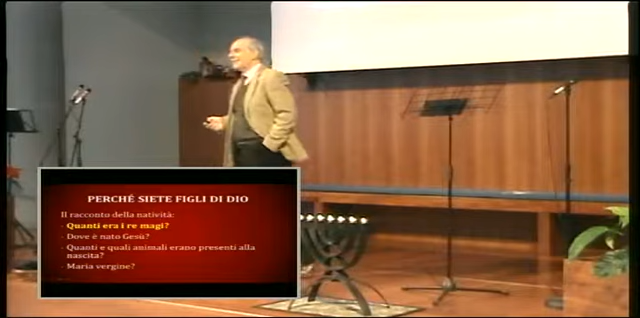 PERCHÉ SIETE FIGLI DI DIO
Il racconto della natività:
- Quanti era i re magi?
- Dove è nato Gesù?
- Quanti e quali animali erano presenti alla
nascita?
- Maria vergine?